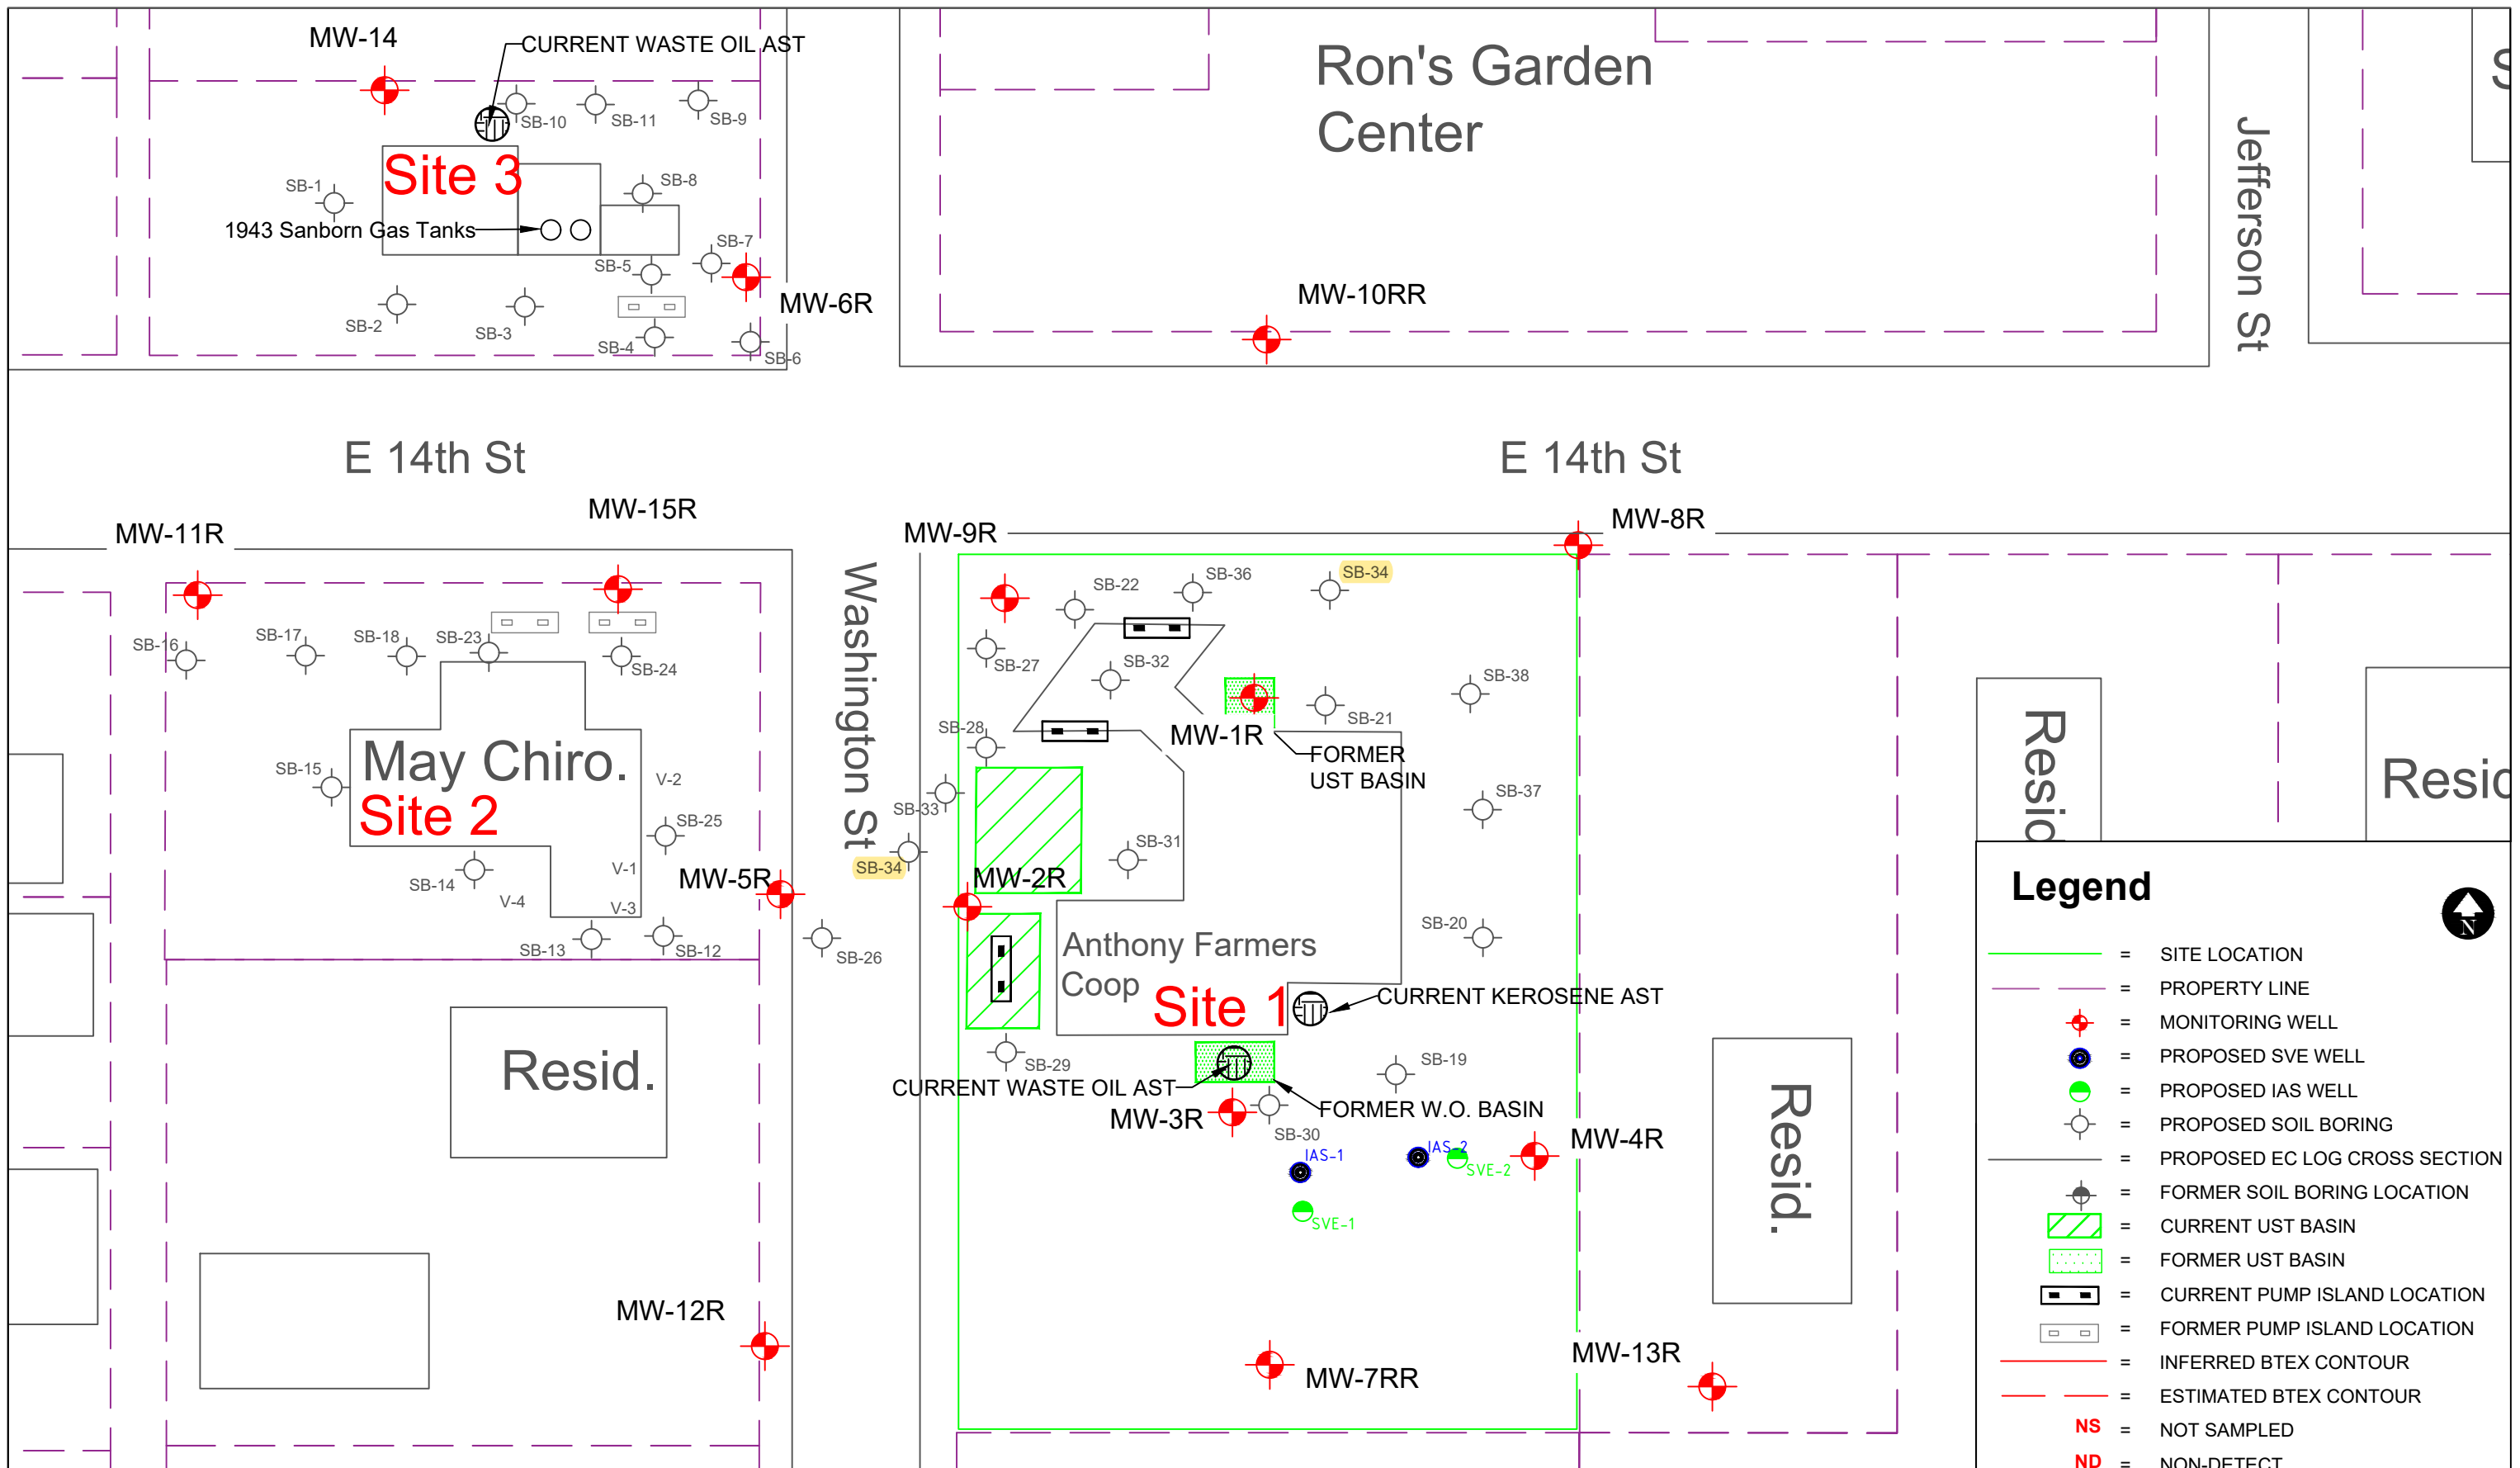 MW-14
CURRENT WASTE OIL AST
SB-10
SB-11
SB-9
Site 3
SB-1
SB-8
1943 Sanborn Gas Tanks
SB-7
SB-5
MW-6R
SB-2
SB-3
SB-4
SB-6
Ron's Garden
Center
MW-10RR
Jefferson St
S
E 14th St
E 14th St
MW-11R
MW-15R
MW-9R
MW-8R
Washington St
SB-16
SB-17
SB-18
SB-23
SB-24
May Chiro.
Site 2
SB-15
V-2
SB-25
V-1
SB-14
V-4
V-3
MW-5R
SB-13
SB-12
SB-26
SB-22
SB-36
SB-34
SB-27
SB-32
SB-38
SB-21
SB-28
MW-1R
FORMER
UST BASIN
SB-33
SB-37
SB-34
SB-31
MW-2R
SB-20
Anthony Farmers
Coop
Site 1
CURRENT KEROSENE AST
SB-29
SB-19
CURRENT WASTE OIL AST
FORMER W.O. BASIN
MW-3R
SB-30
IAS-1
IAS-2
SVE-2
SVE-1
MW-4R
Resid.
Resid
Resid
Resid.
MW-12R
MW-7RR
MW-13R
Legend
N
= SITE LOCATION
= PROPERTY LINE
= MONITORING WELL
= PROPOSED SVE WELL
= PROPOSED IAS WELL
= PROPOSED SOIL BORING
= PROPOSED EC LOG CROSS SECTION
= FORMER SOIL BORING LOCATION
= CURRENT UST BASIN
= FORMER UST BASIN
= CURRENT PUMP ISLAND LOCATION
= FORMER PUMP ISLAND LOCATION
= INFERRED BTEX CONTOUR
= ESTIMATED BTEX CONTOUR
NS = NOT SAMPLED
ND = NON-DETECT